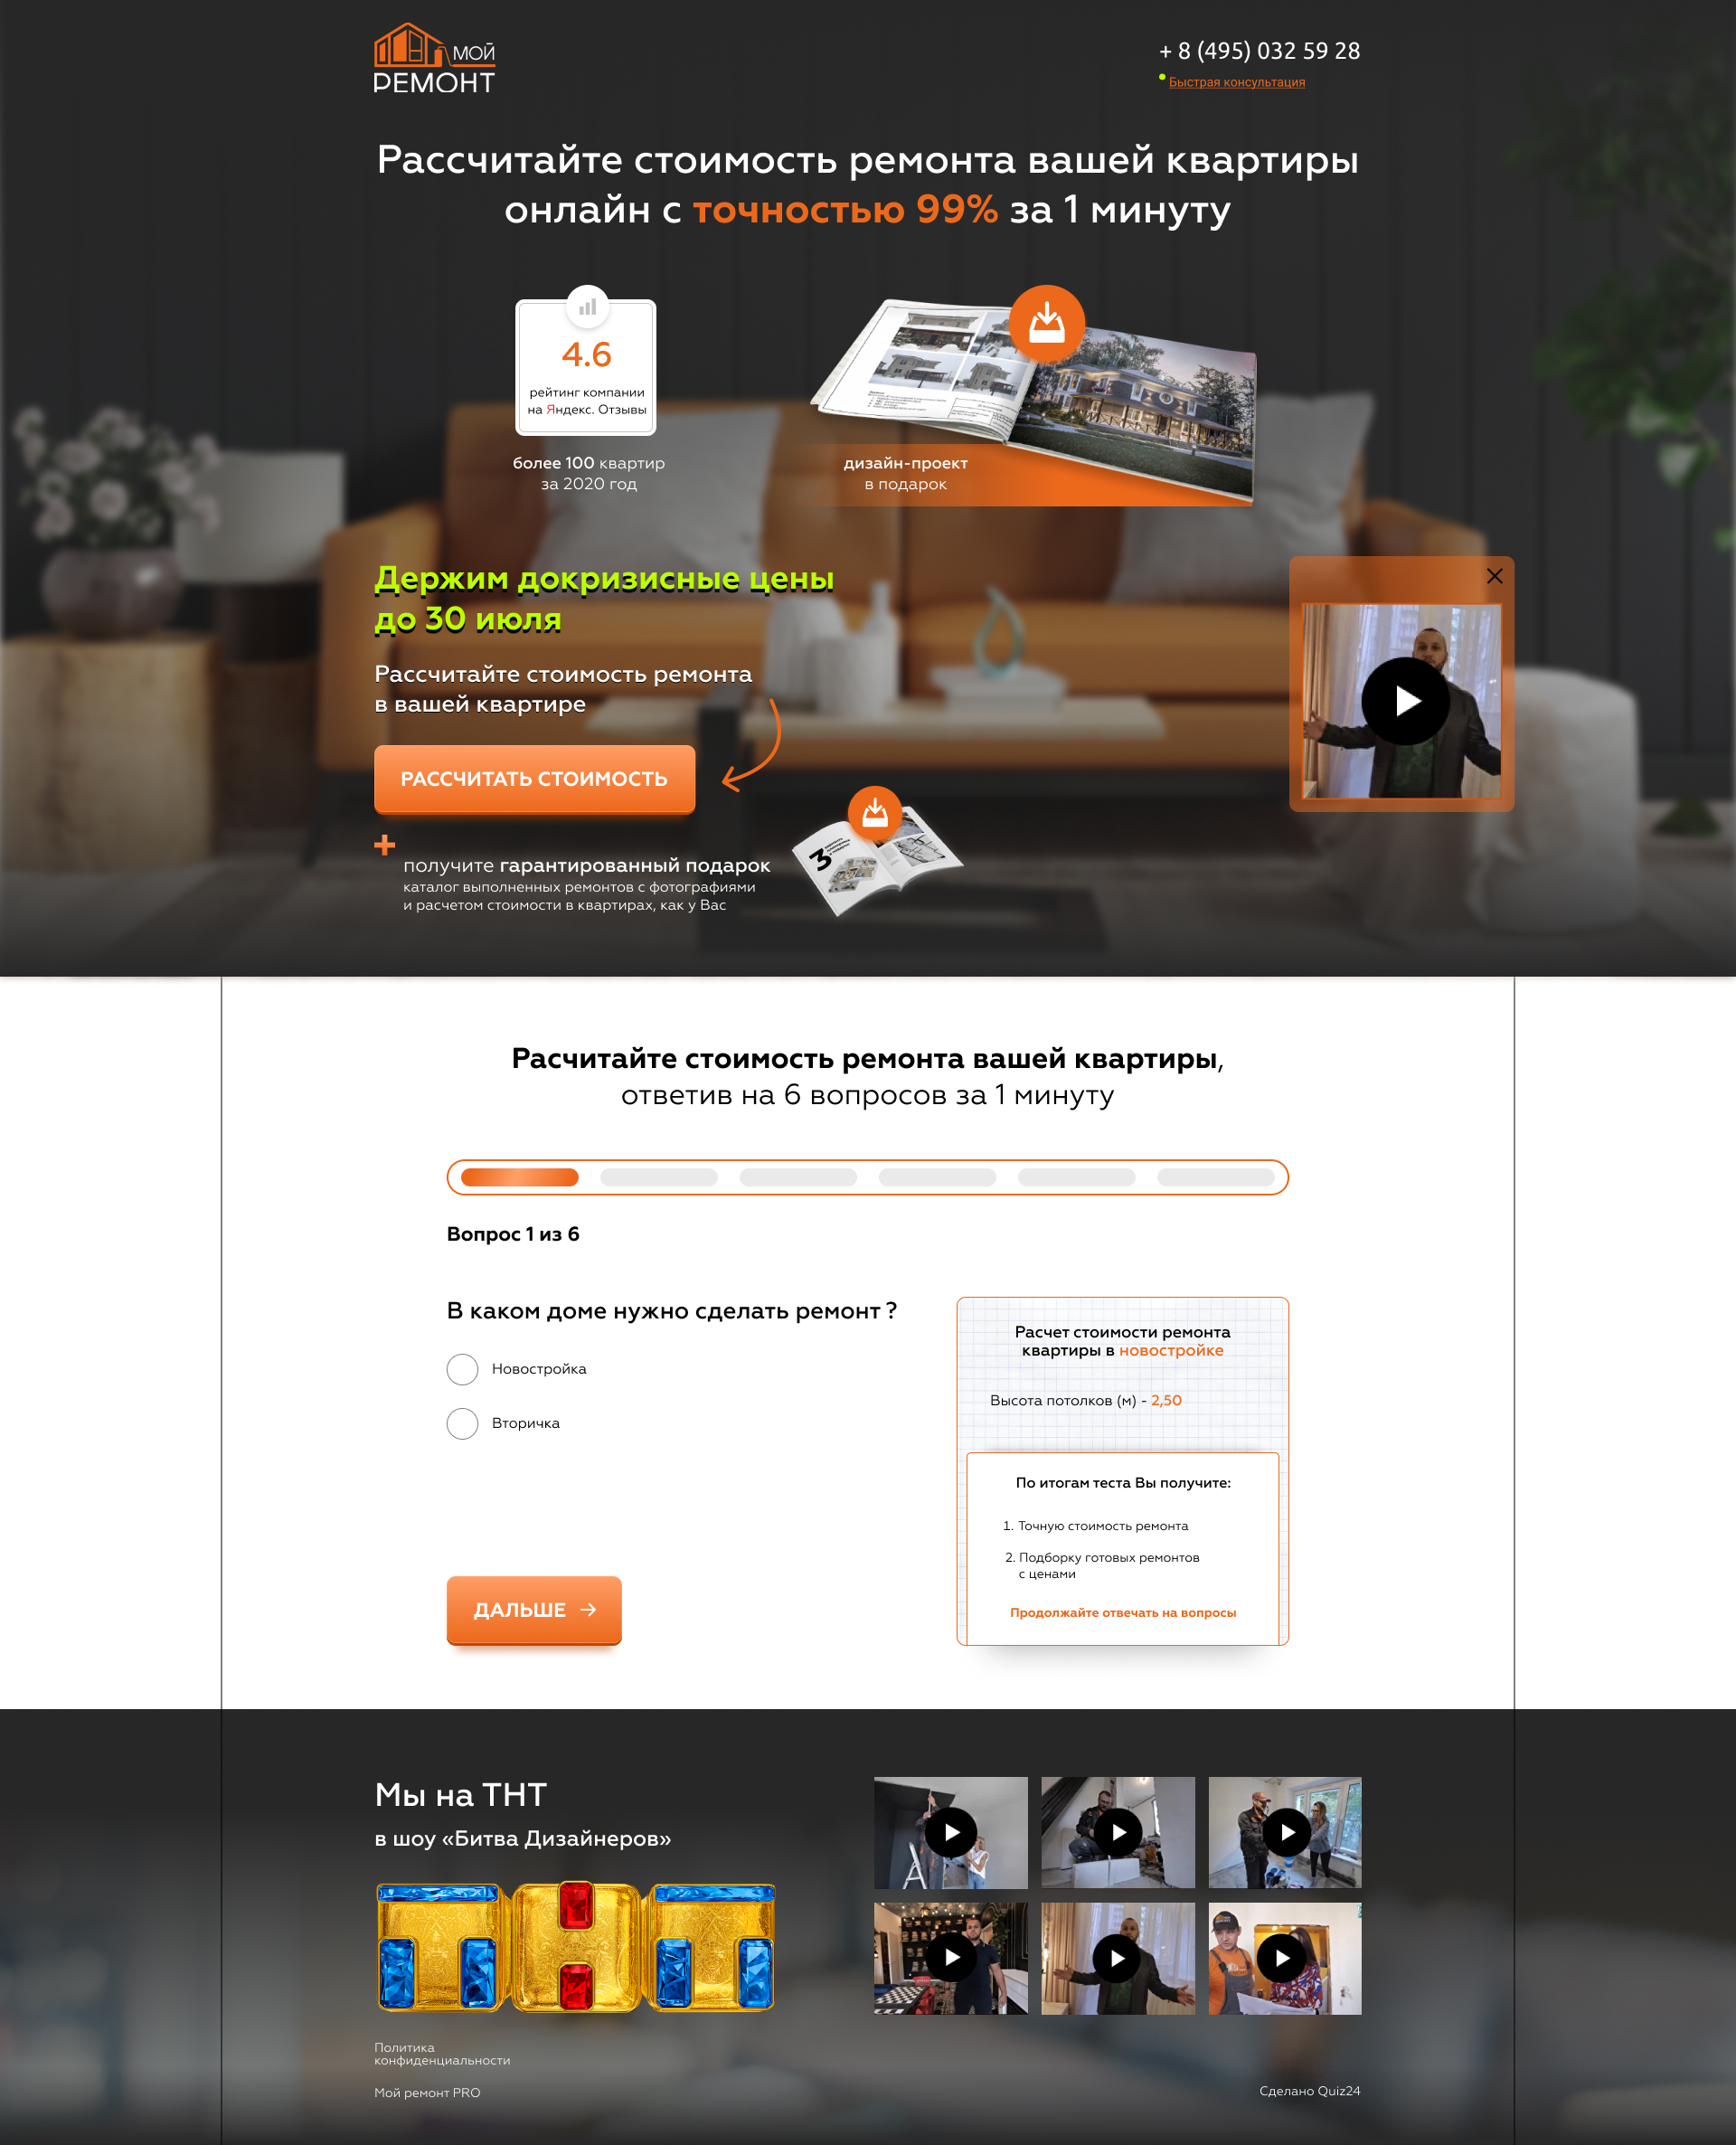 МОЙ
РЕМОНТ
+ 8 (495) 032 59 28
Быстрая консультация
Рассчитайте стоимость ремонта вашей квартиры
онлайн с точностью 99% за 1 минуту
4.6
рейтинг компании
на Яндекс. Отзывы
более 100 квартир
за 2020 год
дизайн-проект
в подарок
Держим докризисные цены
до 30 июля
Рассчитайте стоимость ремонта
в вашей квартире
РАССЧИТАТЬ СТОИМОСТЬ
+
получите гарантированный подарок
каталог выполненных ремонтов с фотографиями
и расчетом стоимости в квартирах, как у Вас
3
Расчитайте стоимость ремонта вашей квартиры,
ответив на 6 вопросов за 1 минуту
Вопрос 1 из 6
В каком доме нужно сделать ремонт ?
Новостройка
Вторичка
ДАЛЬШЕ →
Расчет стоимости ремонта
квартиры в новостройке
Высота потолков (м) - 2,50
По итогам теста Вы получите:
1. Точную стоимость ремонта
2. Подборку готовых ремонтов
с ценами
Продолжайте отвечать на вопросы
Мы на ТНТ
в шоу «Битва Дизайнеров»
ТНТ
Политика
конфиденциальности
Мой ремонт PRO
Сделано Quiz24